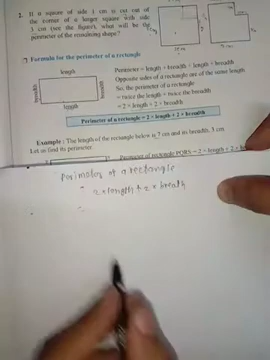 2. If a square of side 1 cm is cut out of
the corner of a larger square with side
3 cm (see the figure), what will be the
perimeter of the remaining shape?
Formula for the perimeter of a rectangle
length
breadth
breadth
length
Perimeter = length + breadth + length + breadth
Opposite sides of a rectangle are of the same length
So, the perimeter of a rectangle
= twice the length + twice the breadth
= 2 × length + 2 × breadth
Perimeter of a rectangle = 2 × length + 2 × breadth
Example : The length of the rectangle below is 7 cm and its breadth, 3 cm.
Let us find its perimeter.
Perimeter of rectangle PQRS = 2 × length + 2 ×
Perimeter of a rectangle
2 × length + 2 × breath